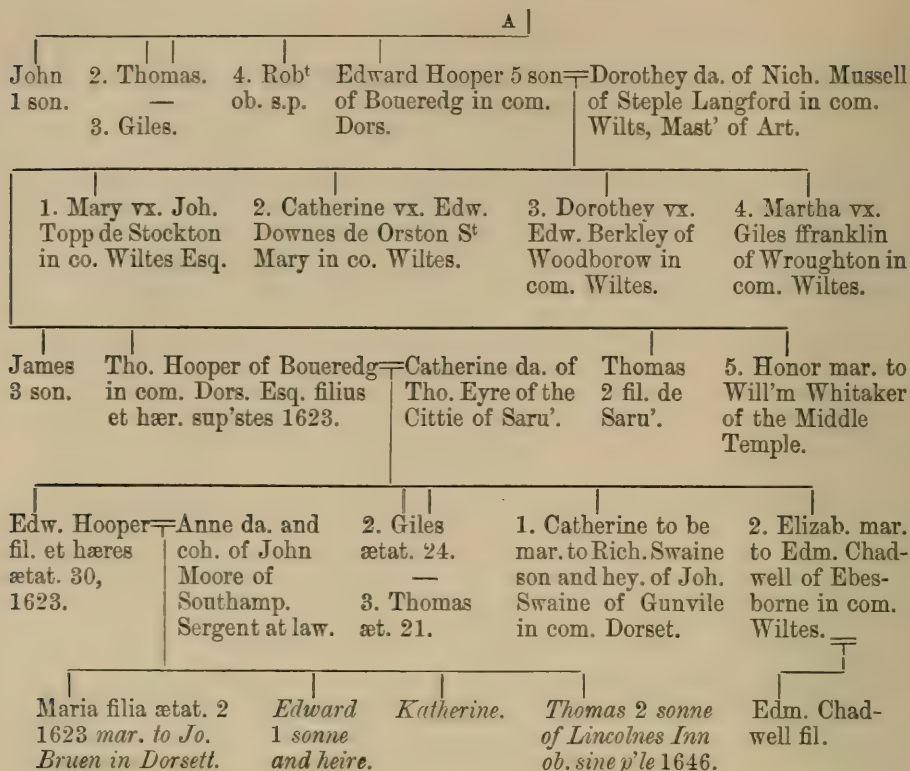 A
John
1 son.
2. Thomas.
—
3. Giles.
4. Robᵗ
ob. s.p.
Edward Hooper 5 son
of Boueredg in com.
Dors.
Dorothey da. of Nich. Mussell
of Steple Langford in com.
Wilts, Mast' of Art.
1. Mary vx. Joh.
Topp de Stockton
in co. Wiltes Esq.
2. Catherine vx. Edw.
Downes de Orston Sᵗ
Mary in co. Wiltes.
3. Dorothey vx.
Edw. Berkley of
Woodborow in
com. Wiltes.
4. Martha vx.
Giles ffranklin
of Wroughton in
com. Wiltes.
James
3 son.
Tho. Hooper of Boueredg
in com. Dors. Esq. filius
et hær. sup'stes 1623.
Catherine da. of
Tho. Eyre of the
Cittie of Saru'.
Thomas
2 fil. de
Saru'.
5. Honor mar. to
Will'm Whitaker
of the Middle
Temple.
Edw. Hooper
fil. et hæres
ætat. 30,
1623.
Anne da. and
coh. of John
Moore of
Southamp.
Sergent at law.
2. Giles
ætat. 24.
—
3. Thomas
æt. 21.
1. Catherine to be
mar. to Rich. Swaine
son and hey. of Joh.
Swaine of Gunvile
in com. Dorset.
2. Elizab. mar.
to Edm. Chad-
well of Ebes-
borne in com.
Wiltes.
Maria filia ætat. 2
1623 mar. to Jo.
Bruen in Dorsett.
Edward
1 sonne
and heire.
Katherine.
Thomas 2 sonne
of Lincolnes Inn
ob. sine p'le 1646.
Edm. Chad-
well fil.